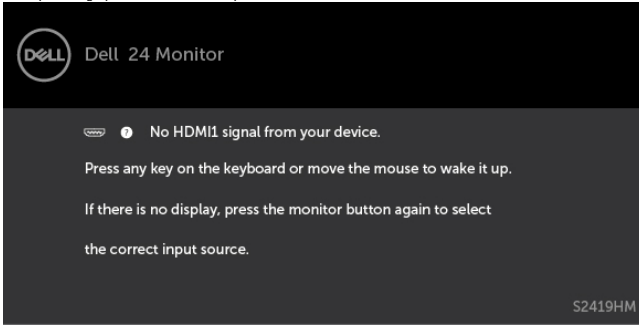 DELL
Dell 24 Monitor
? No HDMI1 signal from your device.
Press any key on the keyboard or move the mouse to wake it up.
If there is no display, press the monitor button again to select
the correct input source.
S2419HM